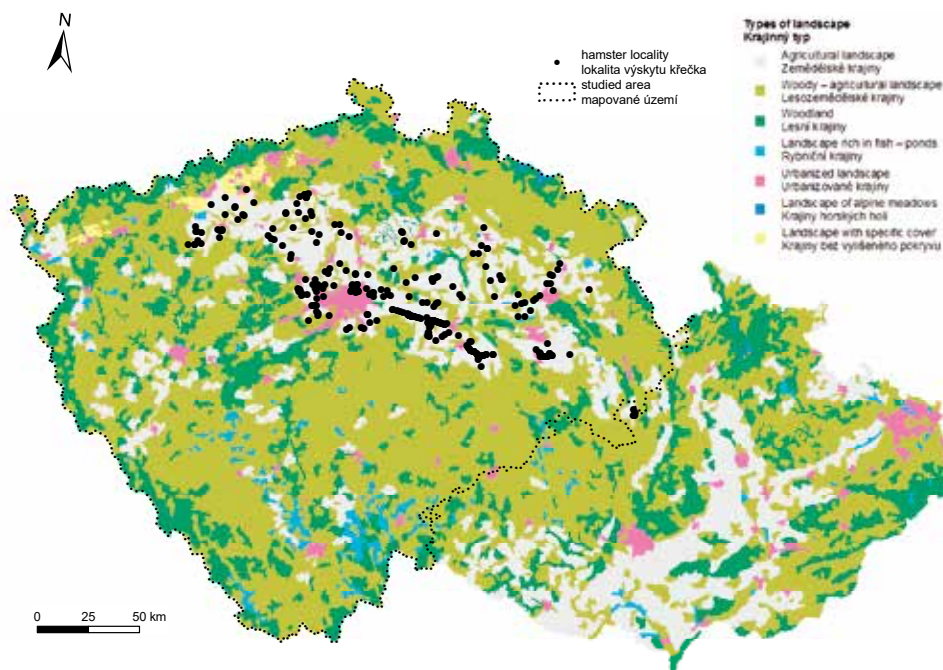 N
hamster locality
lokalita výskytu křečka
studied area
mapované území
Types of landscape
Krajinný typ
Agricultural landscape
Zemědělské krajiny
Woody – agricultural landscape
Lesozemědělské krajiny
Woodland
Lesní krajiny
Landscape rich in fish – ponds
Rybniční krajiny
Urbanized landscape
Urbanizované krajiny
Landscape of alpine meadows
Krajiny horských holí
Landscape with specific cover
Krajiny bez vylišeného pokryvu
0 25 50 km